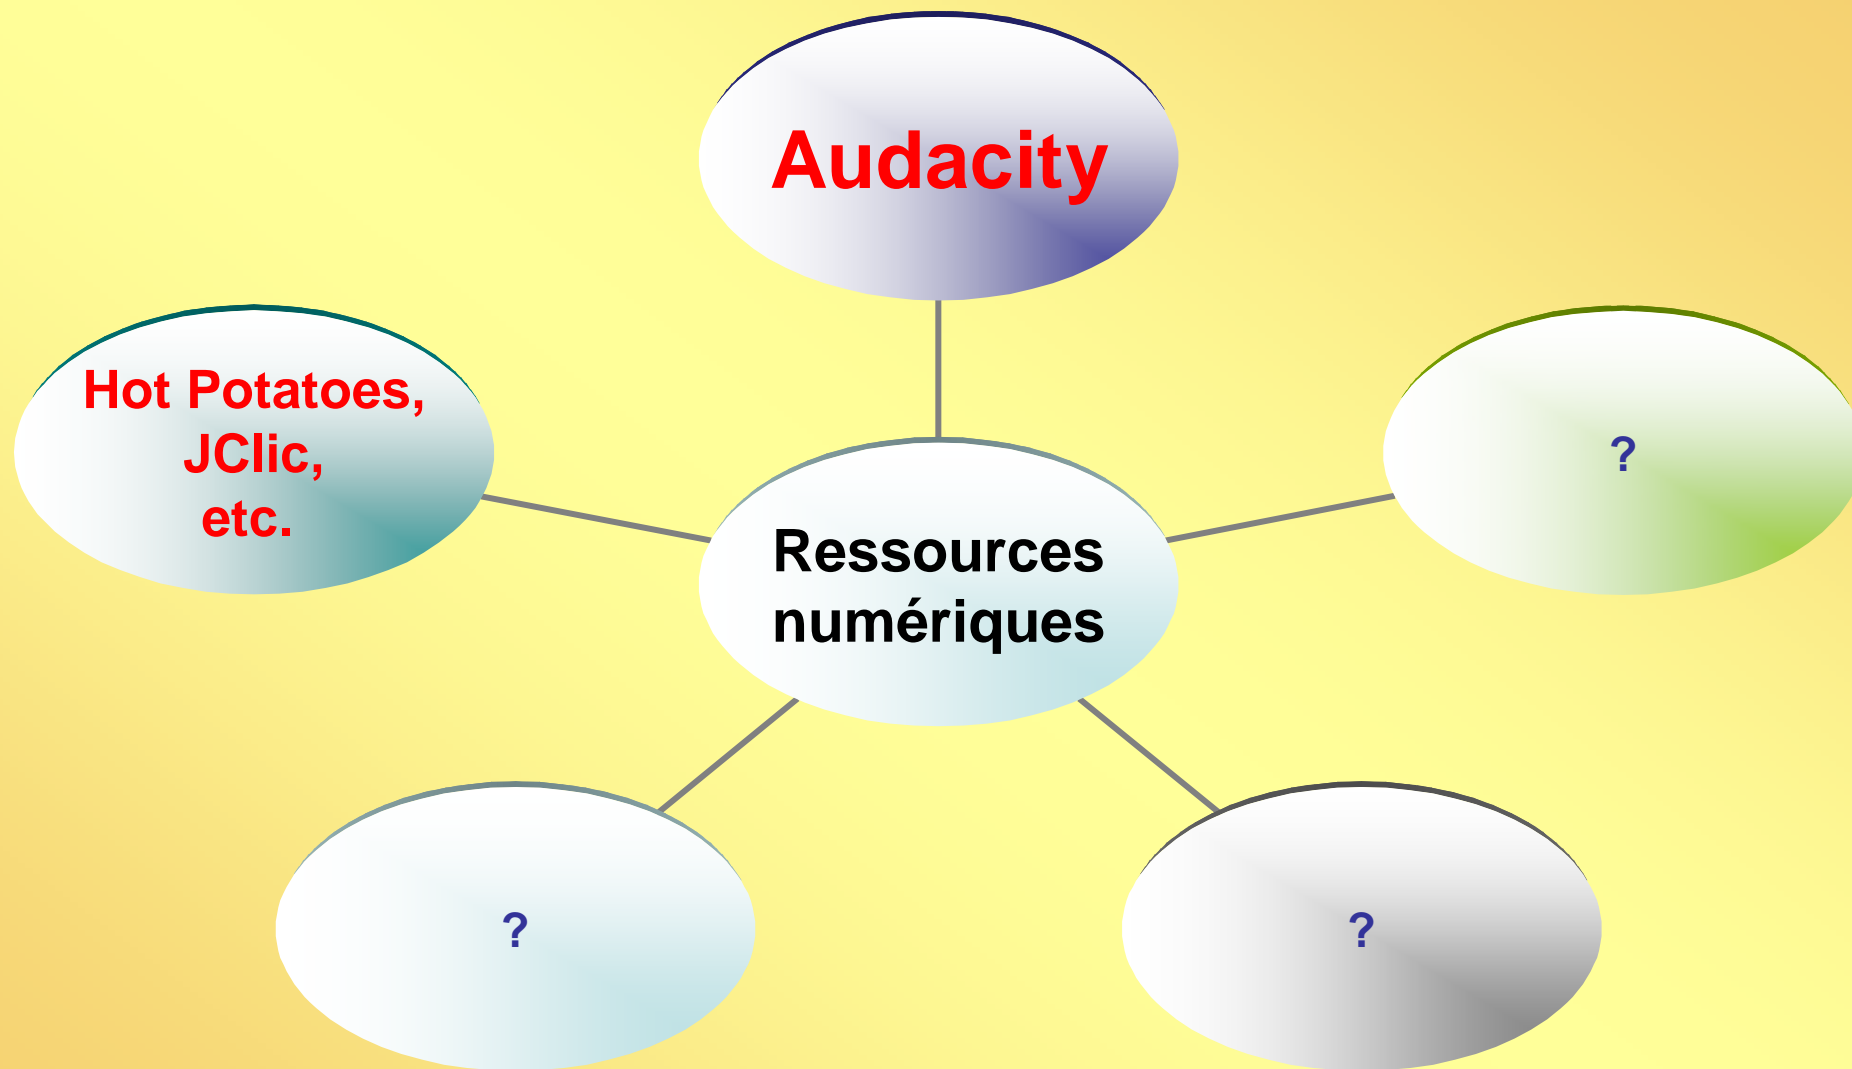 Audacity
Hot Potatoes,
JClic,
etc.
?
Ressources
numériques
?
?